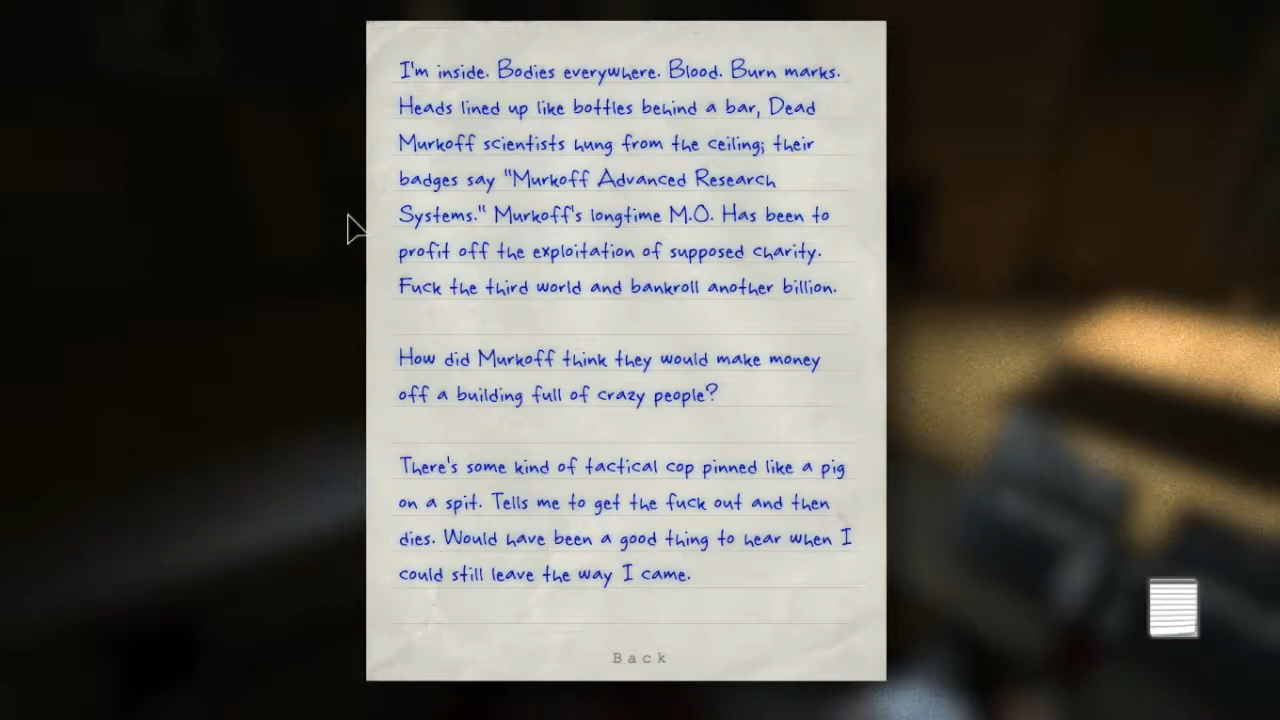 I'm inside. Bodies everywhere. Blood. Burn marks.
Heads lined up like bottles behind a bar, Dead
Murkoff scientists hung from the ceiling; their
badges say "Murkoff Advanced Research
Systems." Murkoff's longtime M.O. Has been to
profit off the exploitation of supposed charity.
Fuck the third world and bankroll another billion.
How did Murkoff think they would make money
off a building full of crazy people?
There's some kind of tactical cop pinned like a pig
on a spit. Tells me to get the fuck out and then
dies. Would have been a good thing to hear when I
could still leave the way I came.
Back